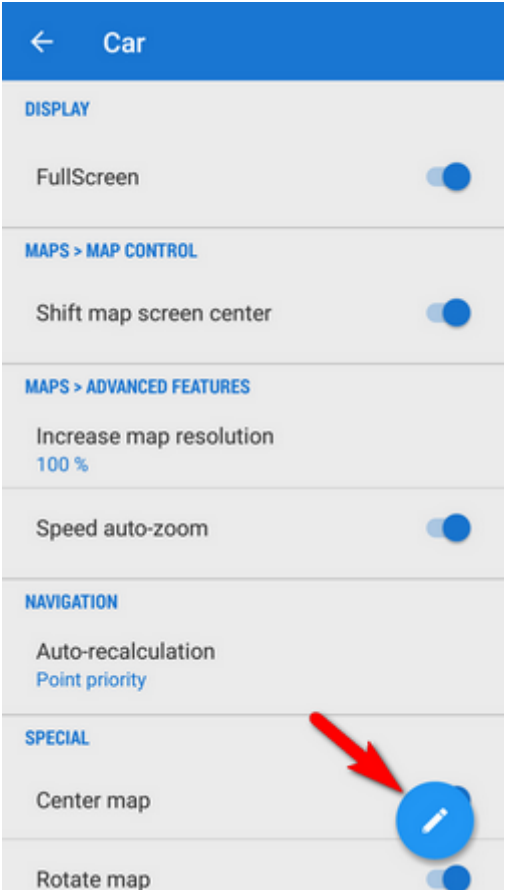 Car
DISPLAY
FullScreen
MAPS > MAP CONTROL
Shift map screen center
MAPS > ADVANCED FEATURES
Increase map resolution
100 %
Speed auto-zoom
NAVIGATION
Auto-recalculation
Point priority
SPECIAL
Center map
Rotate map